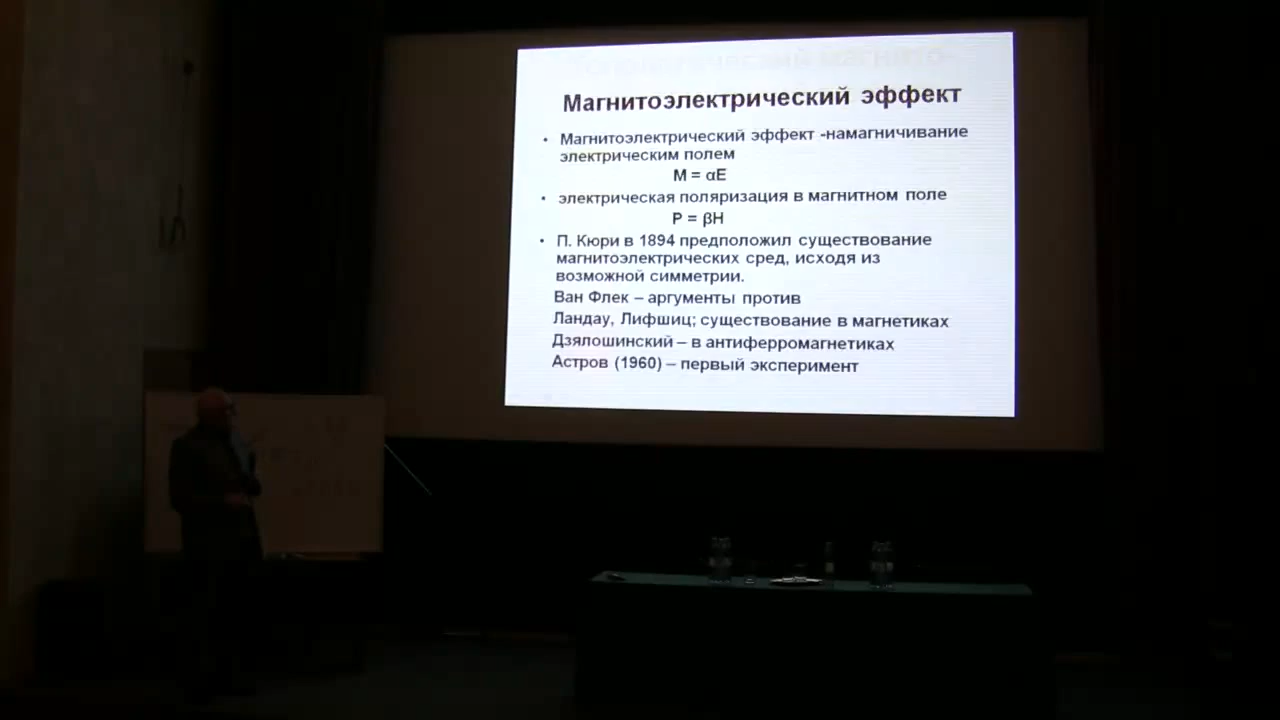 Магнитоэлектрический эффект
• Магнитоэлектрический эффект -намагничивание
электрическим полем
M = αE
• электрическая поляризация в магнитном поле
P = βH
• П. Кюри в 1894 предположил существование
магнитоэлектрических сред, исходя из
возможной симметрии.
Ван Флек – аргументы против
Ландау, Лифшиц; существование в магнетиках
Дзялошинский – в антиферромагнетиках
Астров (1960) – первый эксперимент